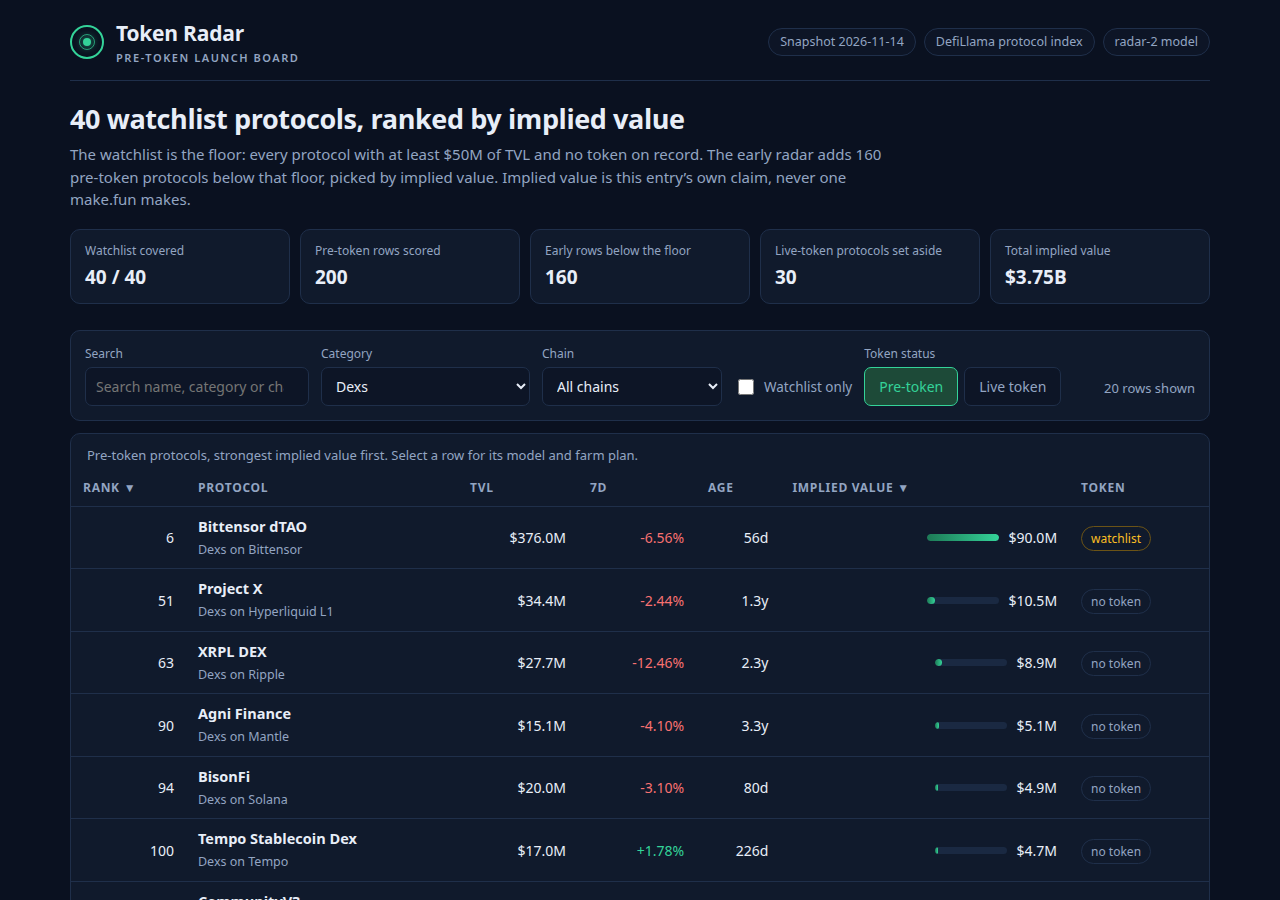 Token Radar
PRE-TOKEN LAUNCH BOARD
Snapshot 2026-11-14
DefiLlama protocol index
radar-2 model
40 watchlist protocols, ranked by implied value
The watchlist is the floor: every protocol with at least $50M of TVL and no token on record. The early radar adds 160
pre-token protocols below that floor, picked by implied value. Implied value is this entry’s own claim, never one
make.fun makes.
Watchlist covered
40 / 40
Pre-token rows scored
200
Early rows below the floor
160
Live-token protocols set aside
30
Total implied value
$3.75B
Search
Search name, category or ch
Category
Dexs
Chain
All chains
Watchlist only
Token status
Pre-token
Live token
20 rows shown
Pre-token protocols, strongest implied value first. Select a row for its model and farm plan.
RANK ▼ PROTOCOL TVL 7D AGE IMPLIED VALUE ▼ TOKEN
6 Bittensor dTAO $376.0M -6.56% 56d $90.0M watchlist
Dexs on Bittensor
51 Project X $34.4M -2.44% 1.3y $10.5M no token
Dexs on Hyperliquid L1
63 XRPL DEX $27.7M -12.46% 2.3y $8.9M no token
Dexs on Ripple
90 Agni Finance $15.1M -4.10% 3.3y $5.1M no token
Dexs on Mantle
94 BisonFi $20.0M -3.10% 80d $4.9M no token
Dexs on Solana
100 Tempo Stablecoin Dex $17.0M +1.78% 226d $4.7M no token
Dexs on Tempo